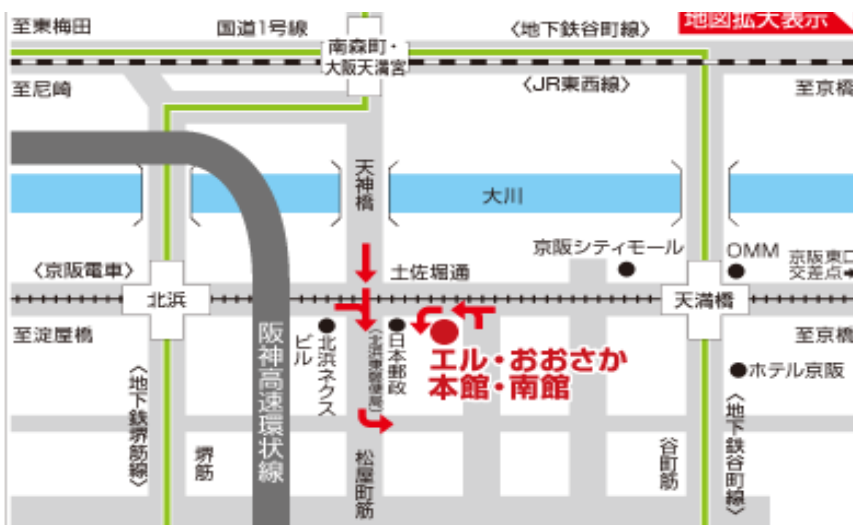 至東梅田
国道1号線
〈地下鉄谷町線〉
地図拡大表示
南森町・
大阪天満宮
至尼崎
〈JR東西線〉
至京橋
天神橋
大川
京阪シティモール
OMM
京阪東口
交差点
〈京阪電車〉
土佐堀通
北浜
天満橋
至淀屋橋
阪神高速環状線
北浜ネクス
ビル
〈北浜東郵便局〉
日本郵政
エル・おおさか
本館・南館
至京橋
ホテル京阪
〈地下鉄堺筋線〉
堺筋
松屋町筋
谷町筋
〈地下鉄谷町線〉